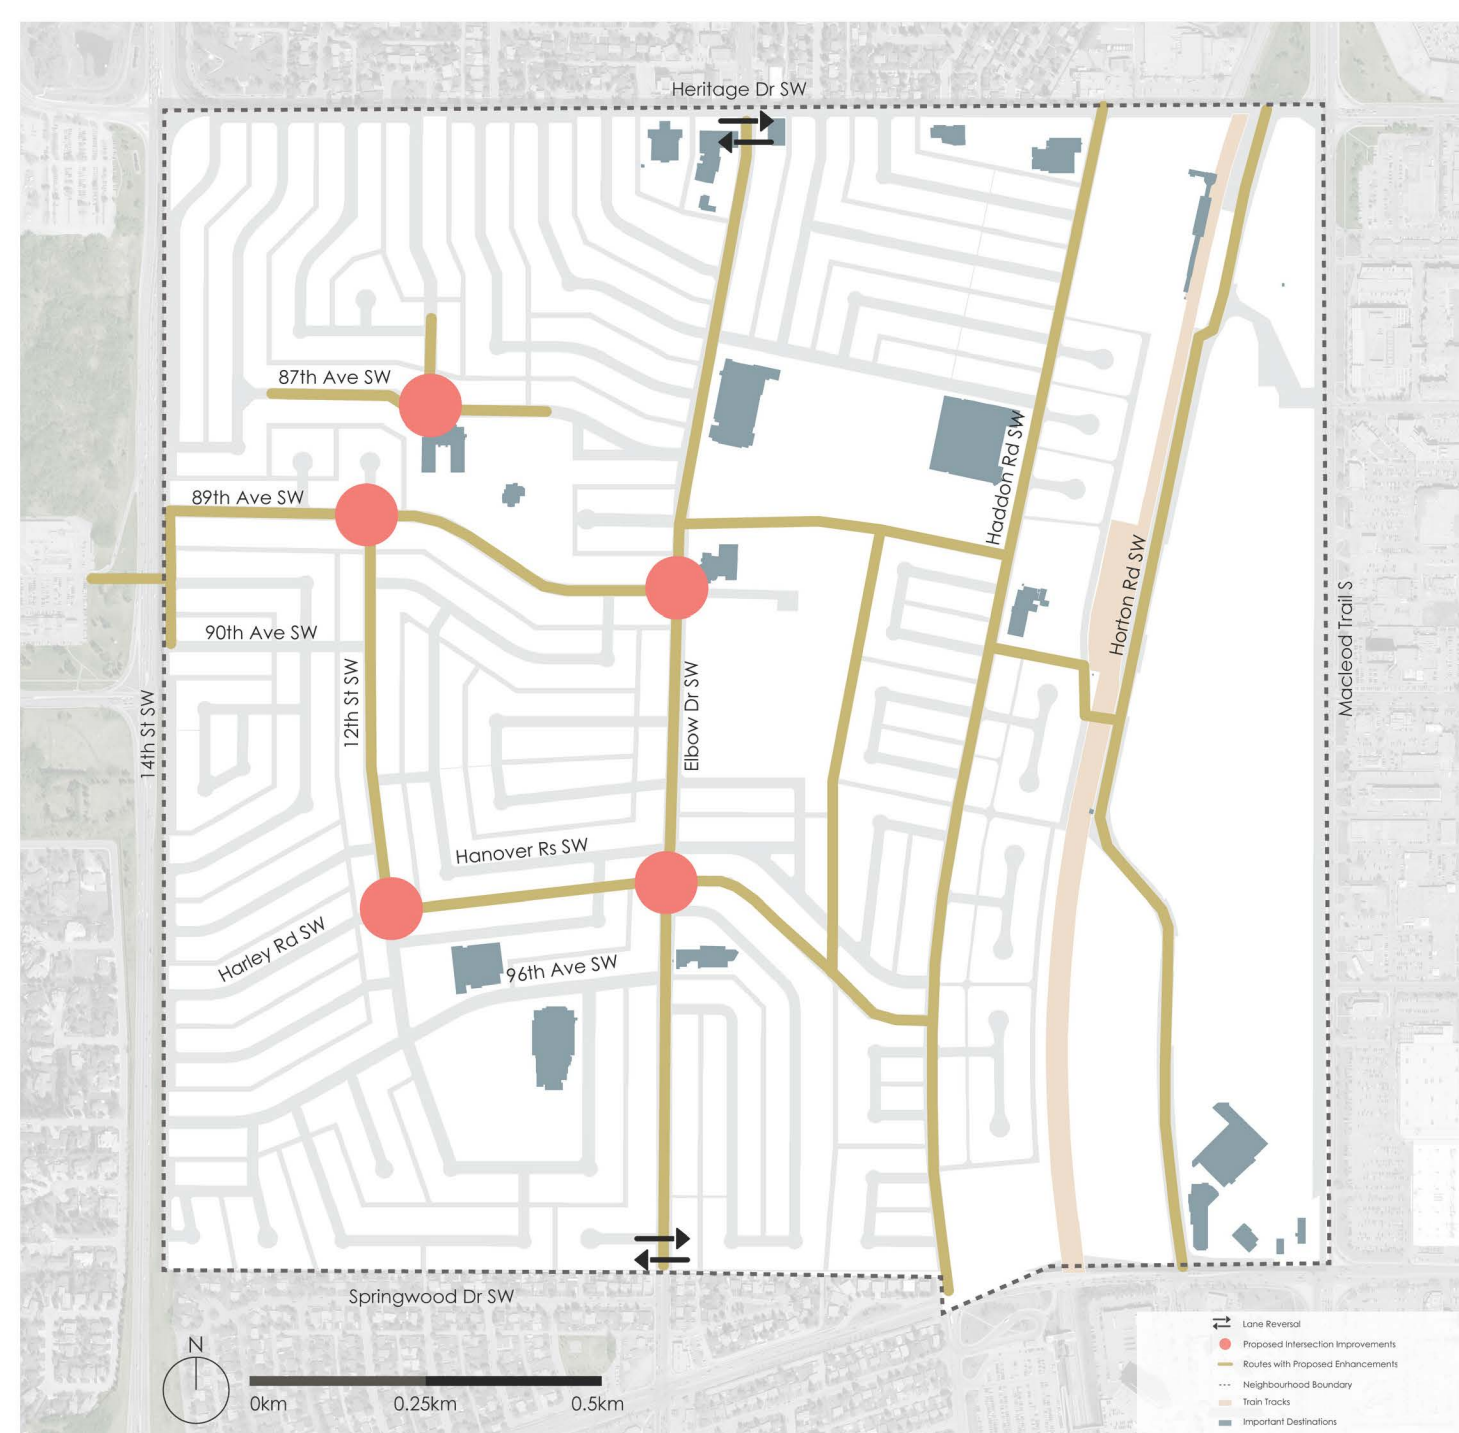 Heritage Dr SW
87th Ave SW
89th Ave SW
Haddon Rd SW
Horton Rd SW
90th Ave SW
Macleod Trail S
14th St SW
12th St SW
Elbow Dr SW
Hanover Rs SW
Harley Rd SW
96th Ave SW
Springwood Dr SW
N
0km
0.25km
0.5km
Lane Reversal
Proposed Intersection Improvements
Routes with Proposed Enhancements
Neighbourhood Boundary
Train Tracks
Important Destinations